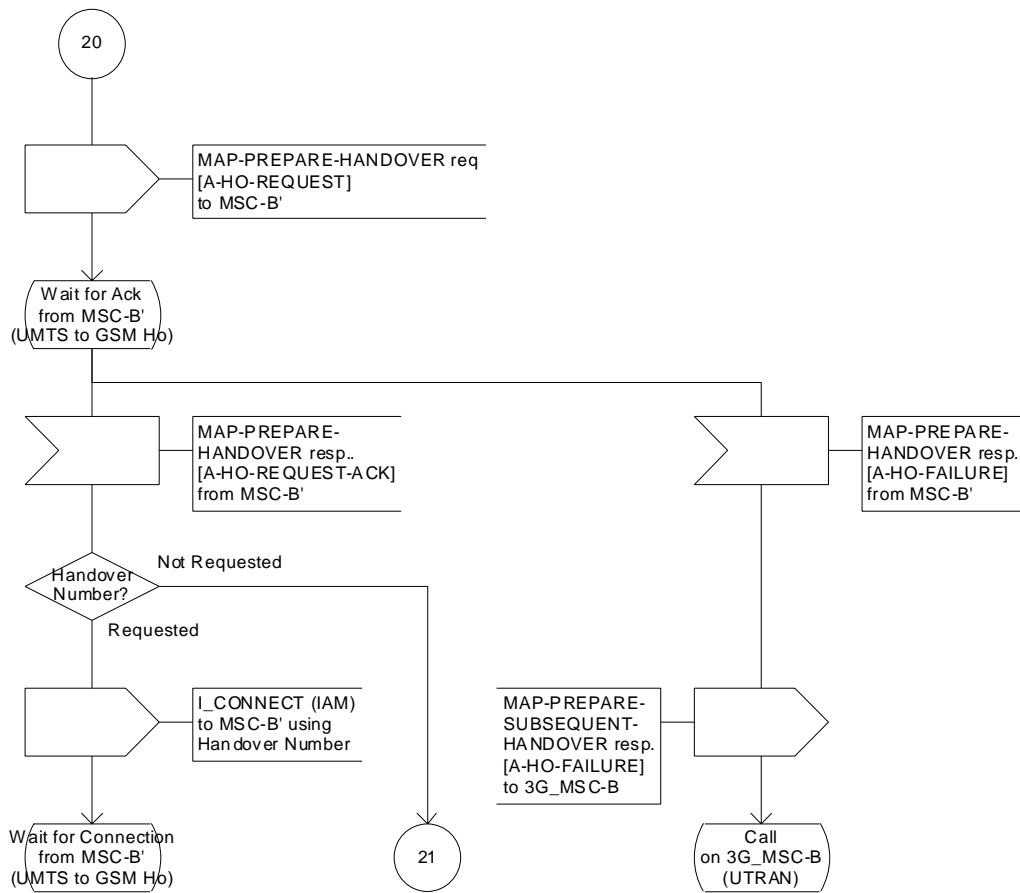 20
MAP-PREPARE-HANDOVER req
[A-HO-REQUEST]
to MSC-B'
Wait for Ack
from MSC-B'
(UMTS to GSM Ho)
MAP-PREPARE-
HANDOVER resp..
[A-HO-REQUEST-ACK]
from MSC-B'
MAP-PREPARE-
HANDOVER resp.
[A-HO-FAILURE]
from MSC-B'
Handover
Number?
Not Requested
Requested
I_CONNECT (IAM)
to MSC-B' using
Handover Number
MAP-PREPARE-
SUBSEQUENT-
HANDOVER resp.
[A-HO-FAILURE]
to 3G_MSC-B
Wait for Connection
from MSC-B'
(UMTS to GSM Ho)
21
Call
on 3G_MSC-B
(UTRAN)